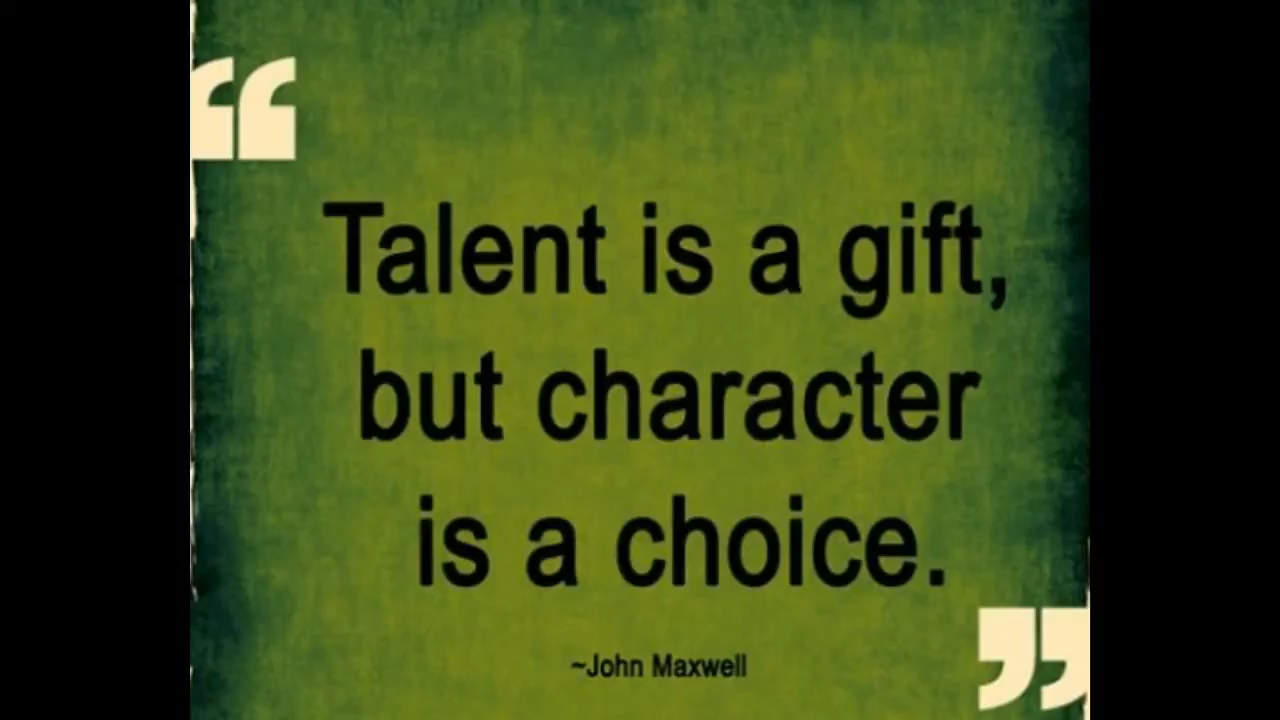 “
Talent is a gift,
but character
is a choice.
”
~John Maxwell